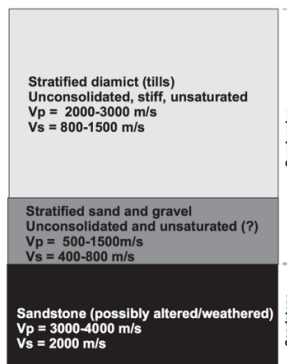 Stratified diamict (tills)
Unconsolidated, stiff, unsaturated
Vp = 2000-3000 m/s
Vs = 800-1500 m/s
Stratified sand and gravel
Unconsolidated and unsaturated (?)
Vp = 500-1500m/s
Vs = 400-800 m/s
Sandstone (possibly altered/weathered)
Vp = 3000-4000 m/s
Vs = 2000 m/s